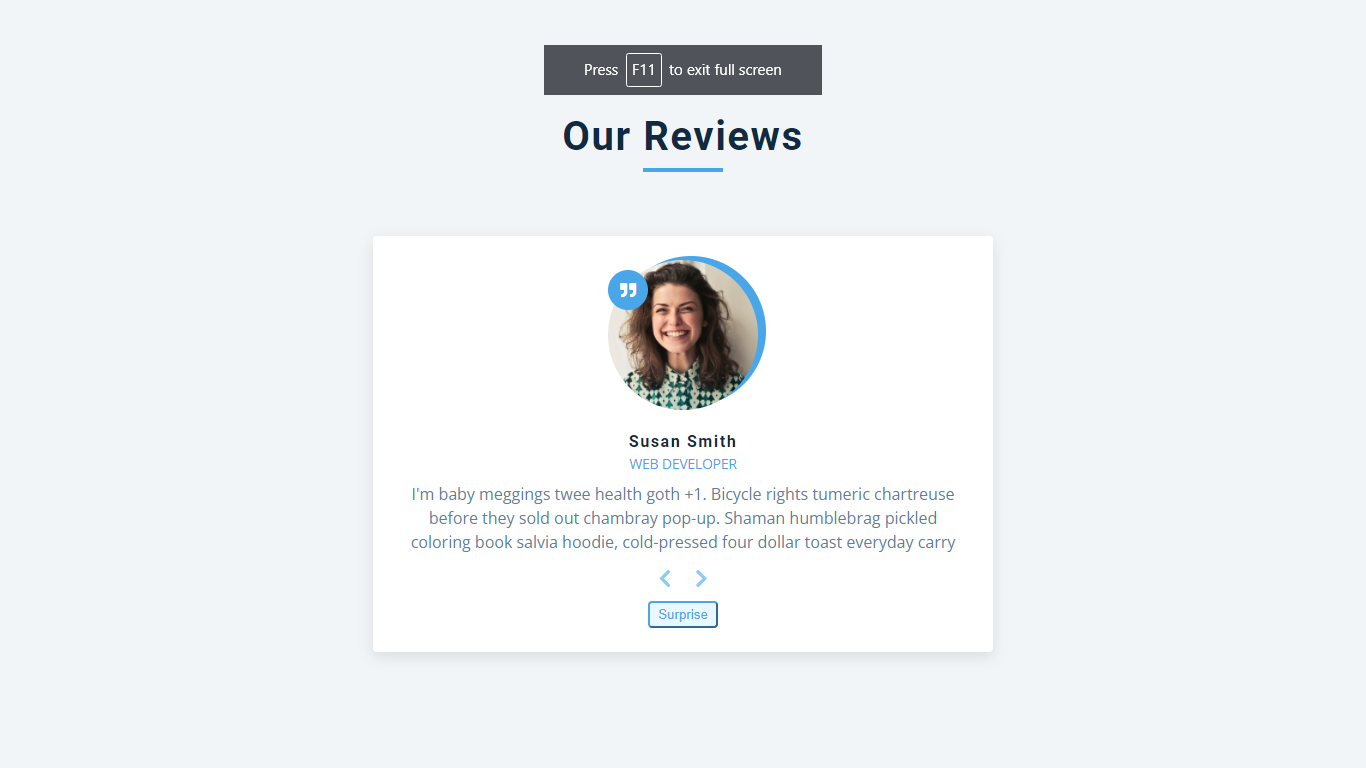 Press F11 to exit full screen
Our Reviews
Susan Smith
WEB DEVELOPER
I'm baby meggings twee health goth +1. Bicycle rights tumeric chartreuse
before they sold out chambray pop-up. Shaman humblebrag pickled
coloring book salvia hoodie, cold-pressed four dollar toast everyday carry
Surprise